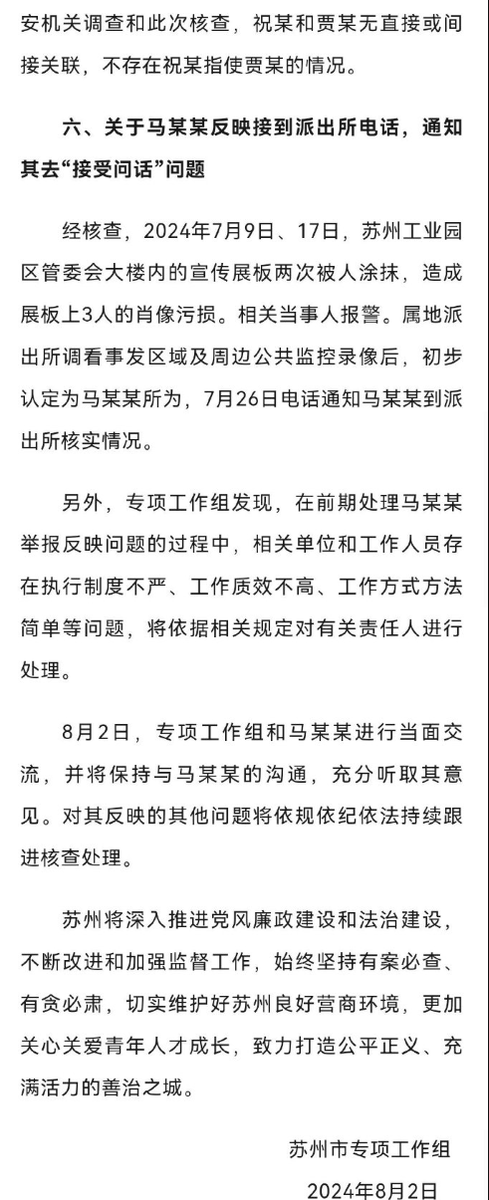 安机关调查和此次核查，祝某和贾某无直接或间
接关联，不存在祝某指使贾某的情况。
六、关于马某某反映接到派出所电话，通知
其去“接受问话”问题
经核查，2024年7月9日、17日，苏州工业园
区管委会大楼内的宣传展板两次被人涂抹，造成
展板上3人的肖像污损。相关当事人报警。属地派
出所调看事发区域及周边公共监控录像后，初步
认定为马某某所为，7月26日电话通知马某某到派
出所核实情况。
另外，专项工作组发现，在前期处理马某某
举报反映问题的过程中，相关单位和工作人员存
在执行制度不严、工作质效不高、工作方式方法
简单等问题，将依据相关规定对有关责任人进行
处理。
8月2日，专项工作组和马某某进行当面交
流，并将保持与马某某的沟通，充分听取其意
见。对其反映的其他问题将依规依纪依法持续跟
进核查处理。
苏州将深入推进党风廉政建设和法治建设，
不断改进和加强监督工作，始终坚持有案必查、
有贪必肃，切实维护好苏州良好营商环境，更加
关心关爱青年人才成长，致力打造公平正义、充
满活力的善治之城。
苏州市专项工作组
2024年8月2日